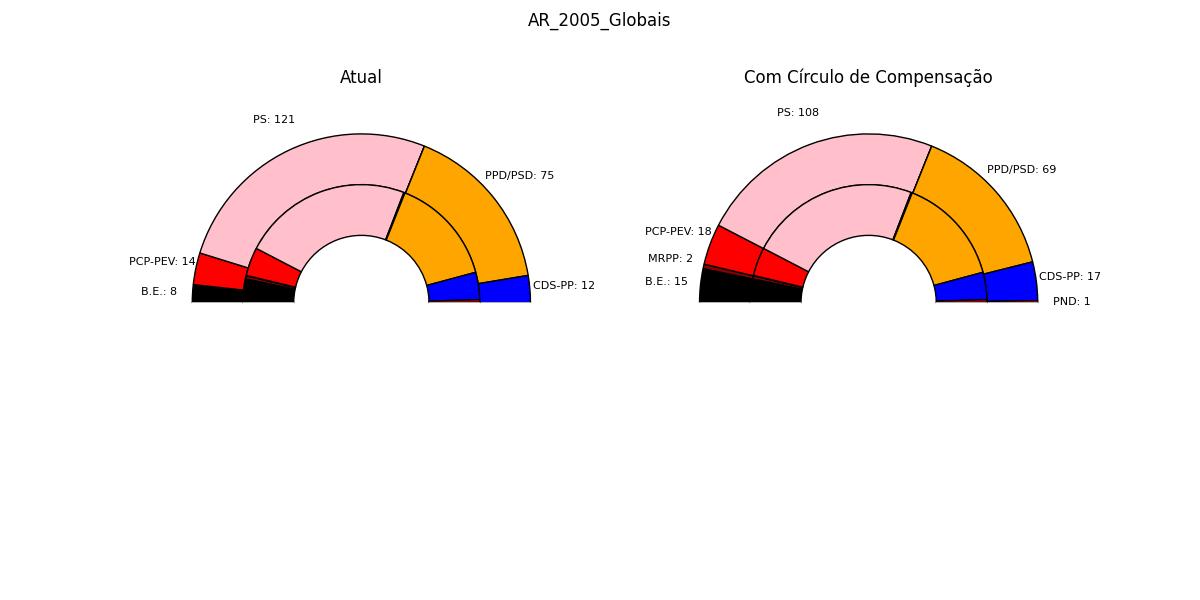 AR_2005_Globais
Atual
PS: 121
PPD/PSD: 75
PCP-PEV: 14
B.E.: 8
CDS-PP: 12
Com Círculo de Compensação
PS: 108
PPD/PSD: 69
PCP-PEV: 18
MRPP: 2
B.E.: 15
CDS-PP: 17
PND: 1